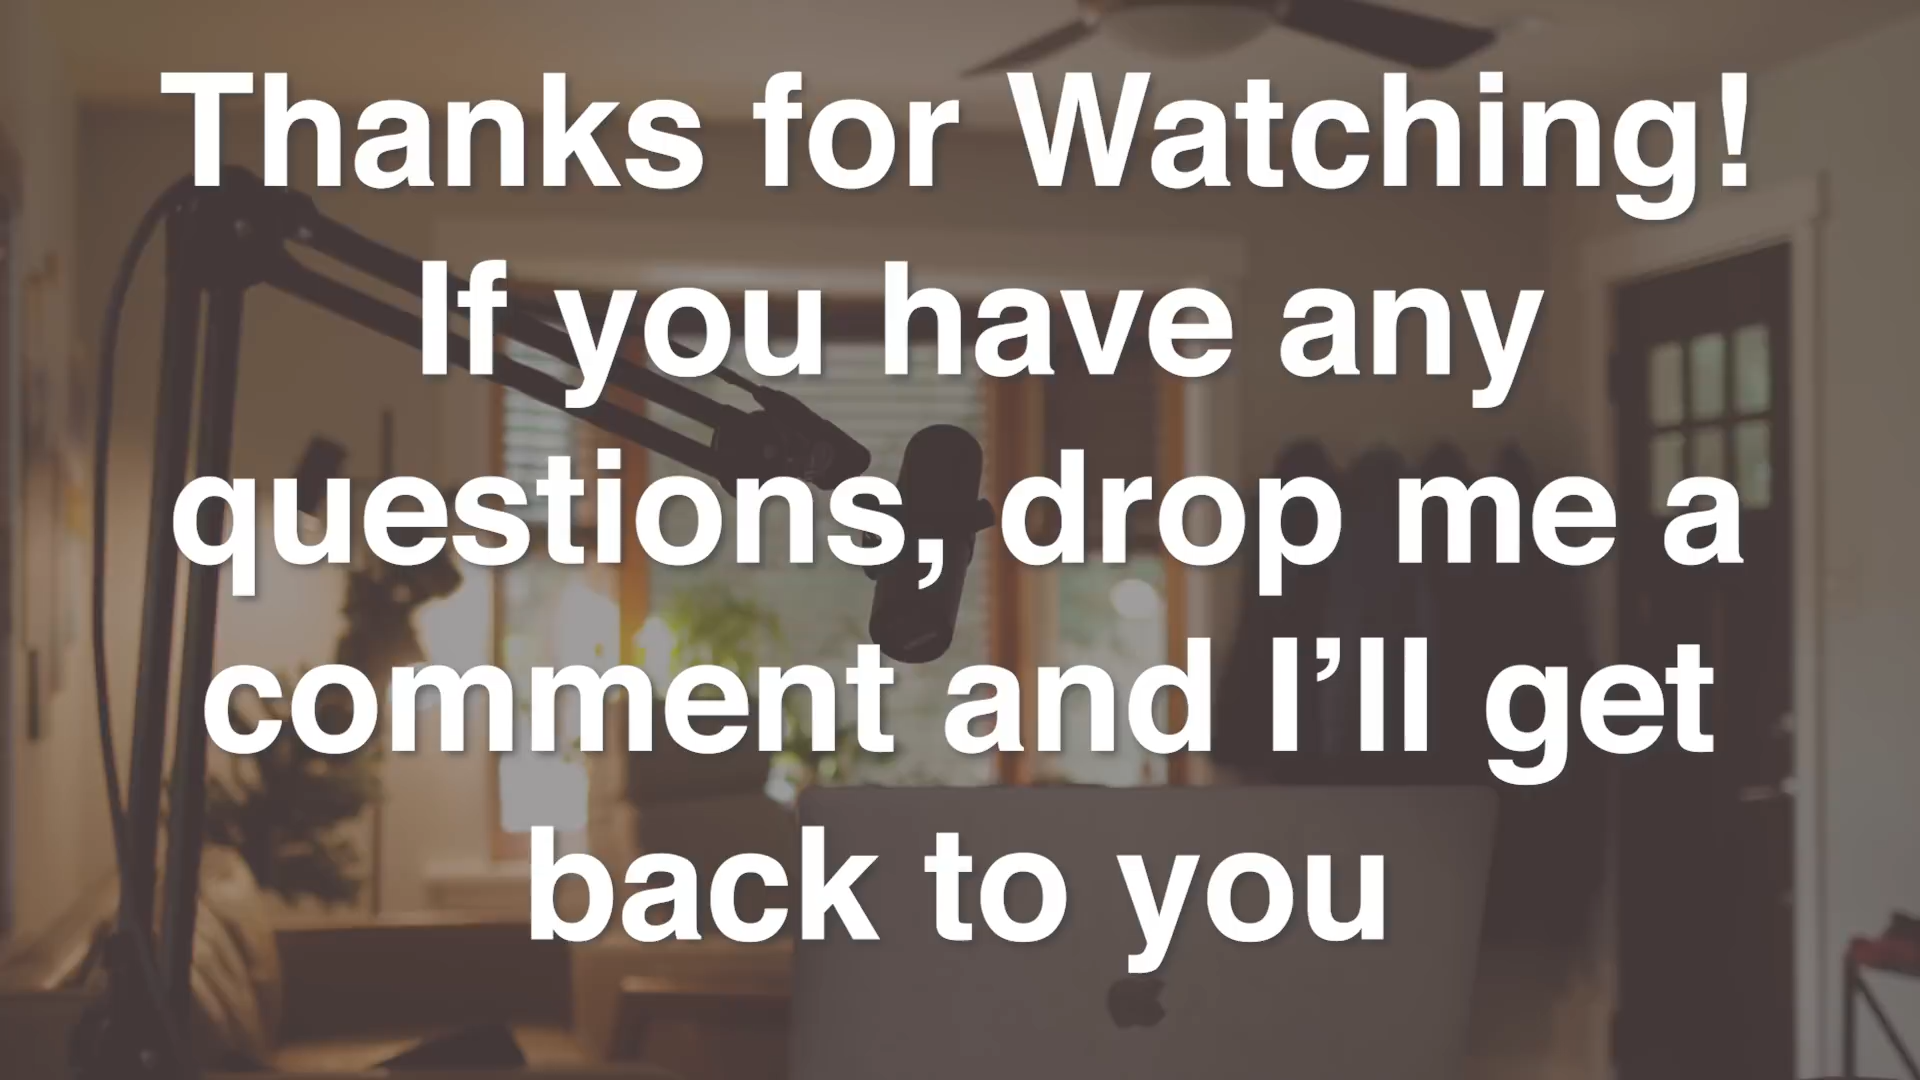 Thanks for Watching!
If you have any
questions, drop me a
comment and I’ll get
back to you